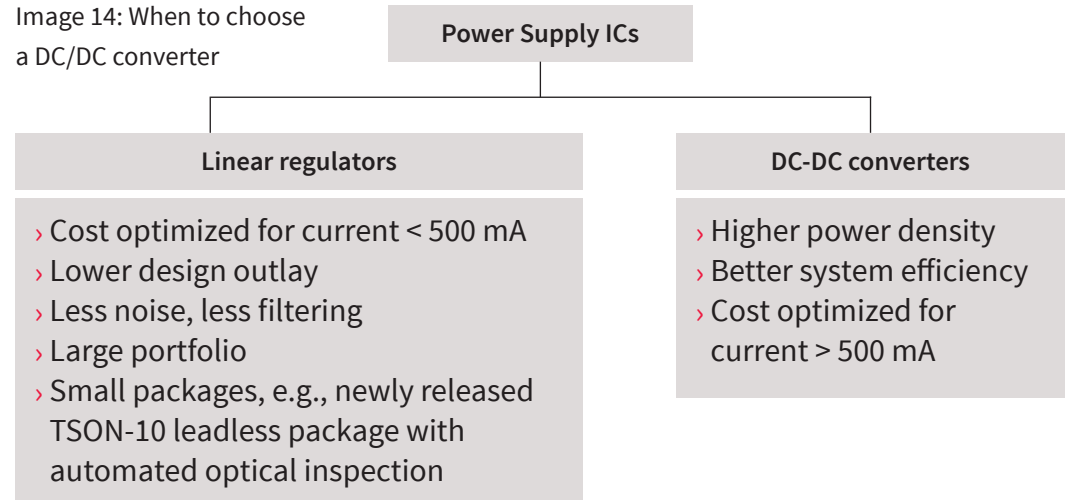 Image 14: When to choose
a DC/DC converter
Power Supply ICs
Linear regulators
› Cost optimized for current < 500 mA
› Lower design outlay
› Less noise, less filtering
› Large portfolio
› Small packages, e.g., newly released
TSON-10 leadless package with
automated optical inspection
DC-DC converters
› Higher power density
› Better system efficiency
› Cost optimized for
current > 500 mA